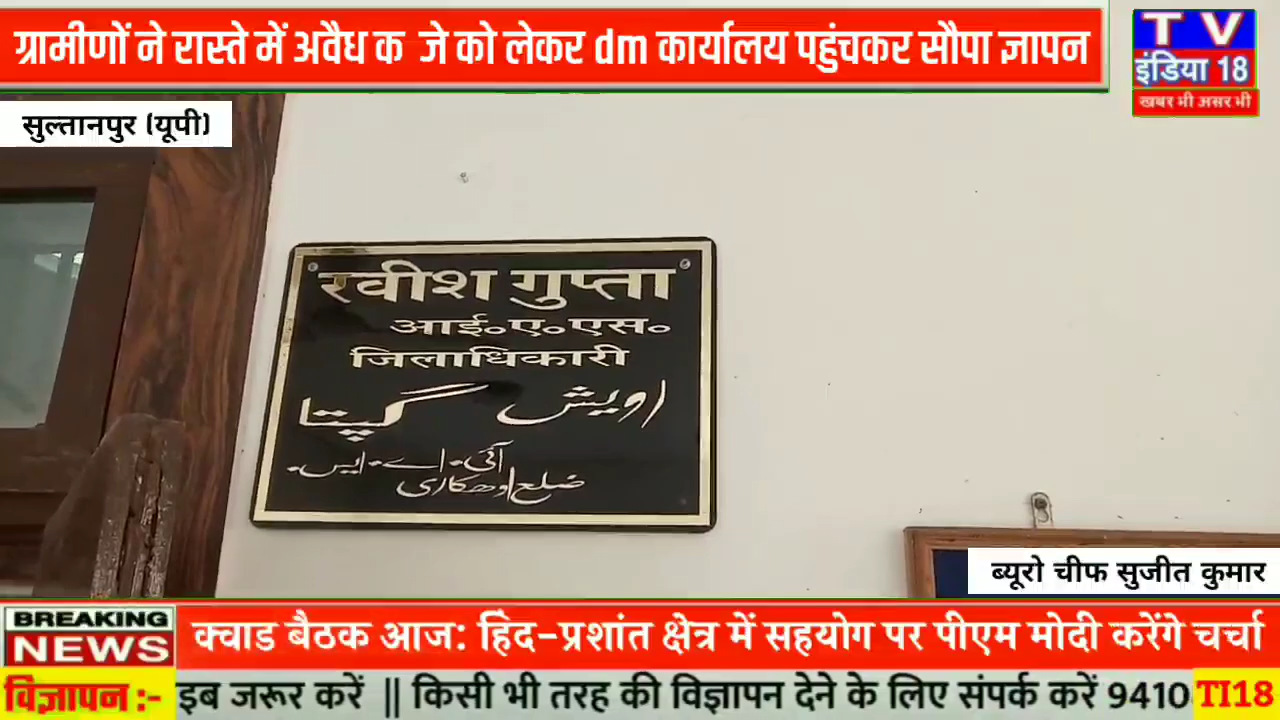 ग्रामीणों ने रास्ते में अवैध क जे को लेकर dm कार्यालय पहुंचकर सौपा ज्ञापन
TV
इंडिया 18
खबर भी असर भी
सुल्तानपुर (यूपी)
रवीश गुप्ता
आई०ए०एस०
जिलाधिकारी
رویش گپتا
آئی۔اے۔ایس۔
ضلع ادھکاری
ब्यूरो चीफ सुजीत कुमार
BREAKING
NEWS
क्वाड बैठक आज: हिंद-प्रशांत क्षेत्र में सहयोग पर पीएम मोदी करेंगे चर्चा
विज्ञापन :- इब जरूर करें || किसी भी तरह की विज्ञापन देने के लिए संपर्क करें 9410 TI18